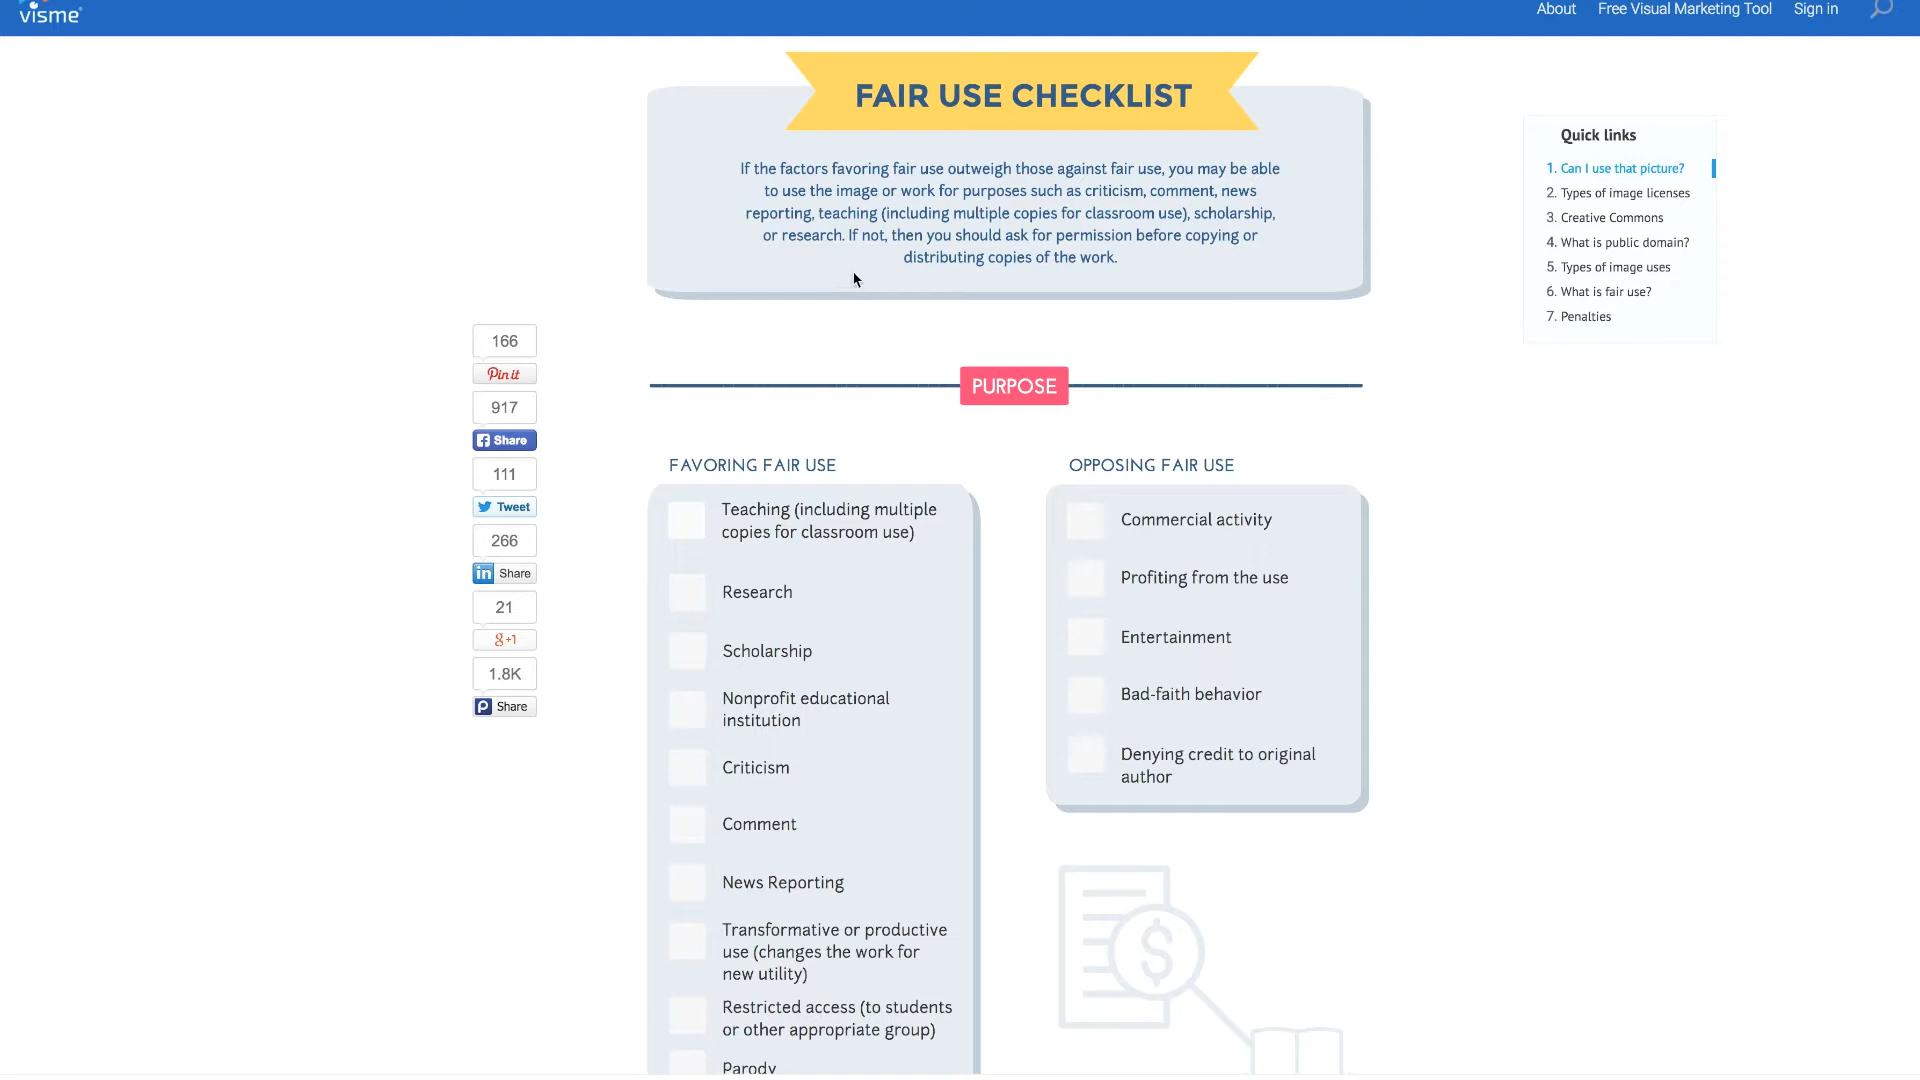 visme
About
Free Visual Marketing Tool
Sign in
FAIR USE CHECKLIST
If the factors favoring fair use outweigh those against fair use, you may be able
to use the image or work for purposes such as criticism, comment, news
reporting, teaching (including multiple copies for classroom use), scholarship,
or research. If not, then you should ask for permission before copying or
distributing copies of the work.
Quick links
1. Can I use that picture?
2. Types of image licenses
3. Creative Commons
4. What is public domain?
5. Types of image uses
6. What is fair use?
7. Penalties
166
Pin it
917
Share
111
Tweet
266
in Share
21
g+1
1.8K
Share
PURPOSE
FAVORING FAIR USE
Teaching (including multiple
copies for classroom use)
Research
Scholarship
Nonprofit educational
institution
Criticism
Comment
News Reporting
Transformative or productive
use (changes the work for
new utility)
Restricted access (to students
or other appropriate group)
Parody
OPPOSING FAIR USE
Commercial activity
Profiting from the use
Entertainment
Bad-faith behavior
Denying credit to original
author
$